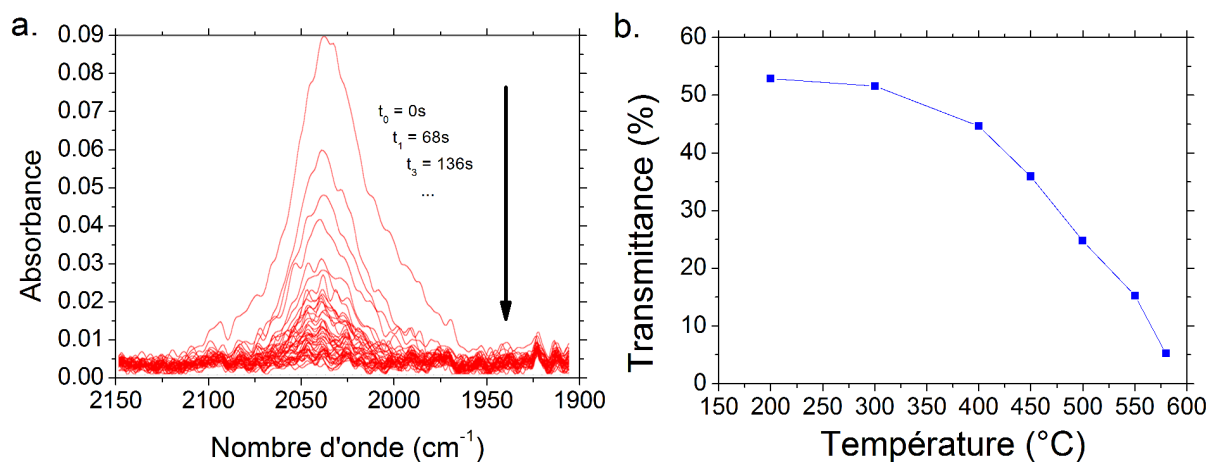 a.
0.09
0.08
0.07
0.06
0.05
0.04
0.03
0.02
0.01
0.00
Absorbance
t₀ = 0s
t₁ = 68s
t₃ = 136s
...
2150 2100 2050 2000 1950 1900
Nombre d'onde (cm⁻¹)
b.
60
50
40
30
20
10
0
Transmittance (%)
150 200 250 300 350 400 450 500 550 600
Température (°C)